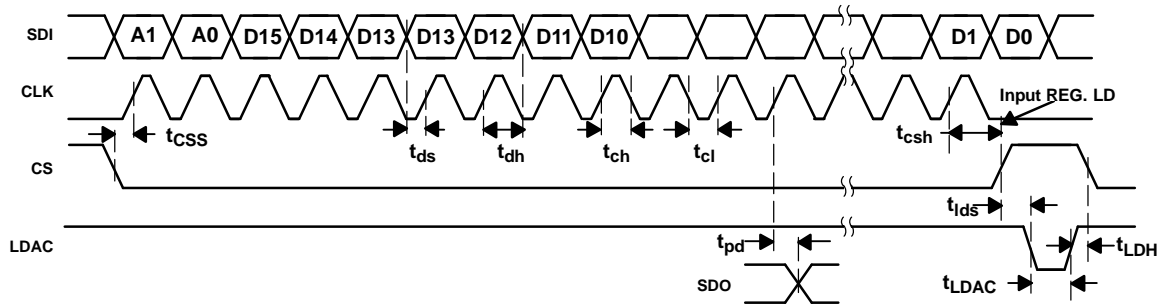 SDI A1 A0 D15 D14 D13 D13 D12 D11 D10 D1 D0
CLK
Input REG. LD
tCSS tds tdh tch tcl tcsh
CS
tlds
LDAC
tpd tLDH
tLDAC
SDO